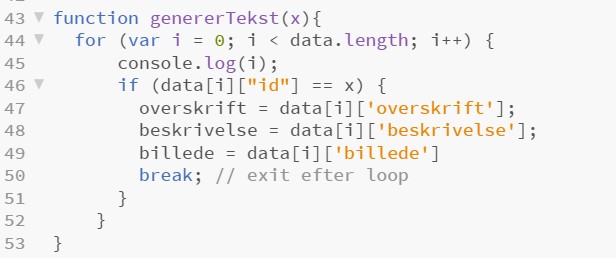 43 function genererTekst(x){
44 for (var i = 0; i < data.length; i++) {
45 console.log(i);
46 if (data[i]["id"] == x) {
47 overskrift = data[i]['overskrift'];
48 beskrivelse = data[i]['beskrivelse'];
49 billede = data[i]['billede']
50 break; // exit efter loop
51 }
52 }
53 }